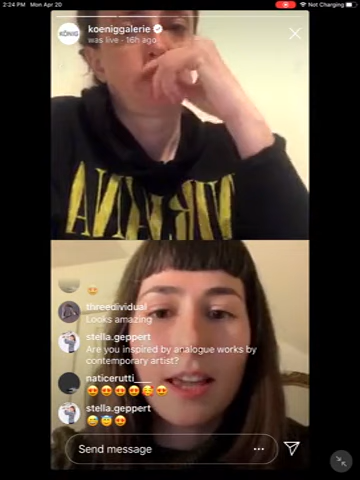 2:24 PM Mon Apr 20
Not Charging
KÖNIG
koeniggalerie
was live · 16h ago
NIRVANA
threedividual
Looks amazing
stella.geppert
Are you inspired by analogue works by
contemporary artist?
naticerutti___
😍😍😍😍🥰😍
stella.geppert
😅😇😍
Send message